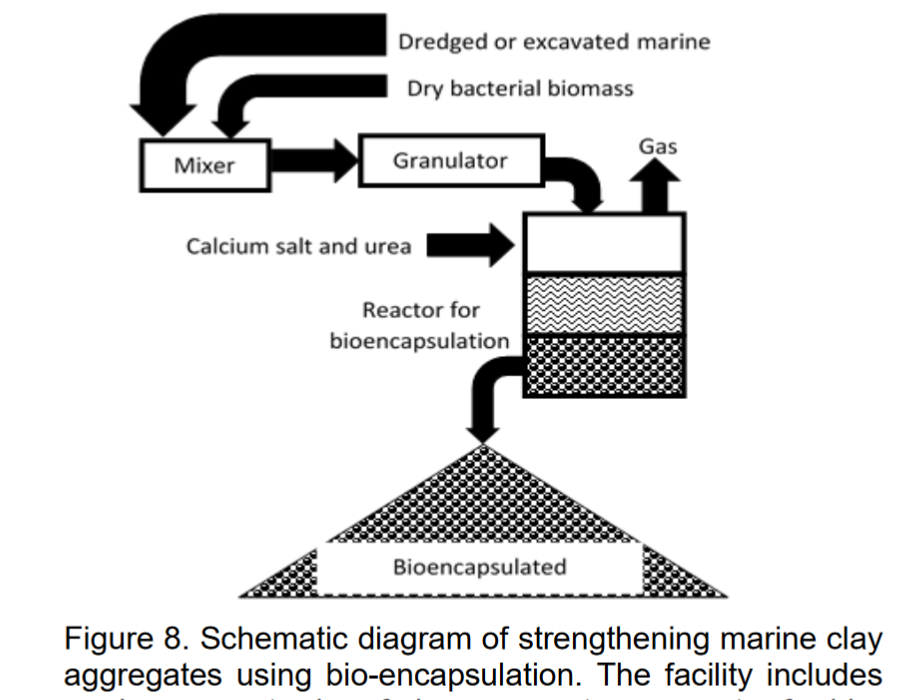 Dredged or excavated marine
Dry bacterial biomass
Mixer
Granulator
Gas
Calcium salt and urea
Reactor for
bioencapsulation
Bioencapsulated
Figure 8. Schematic diagram of strengthening marine clay
aggregates using bio-encapsulation. The facility includes